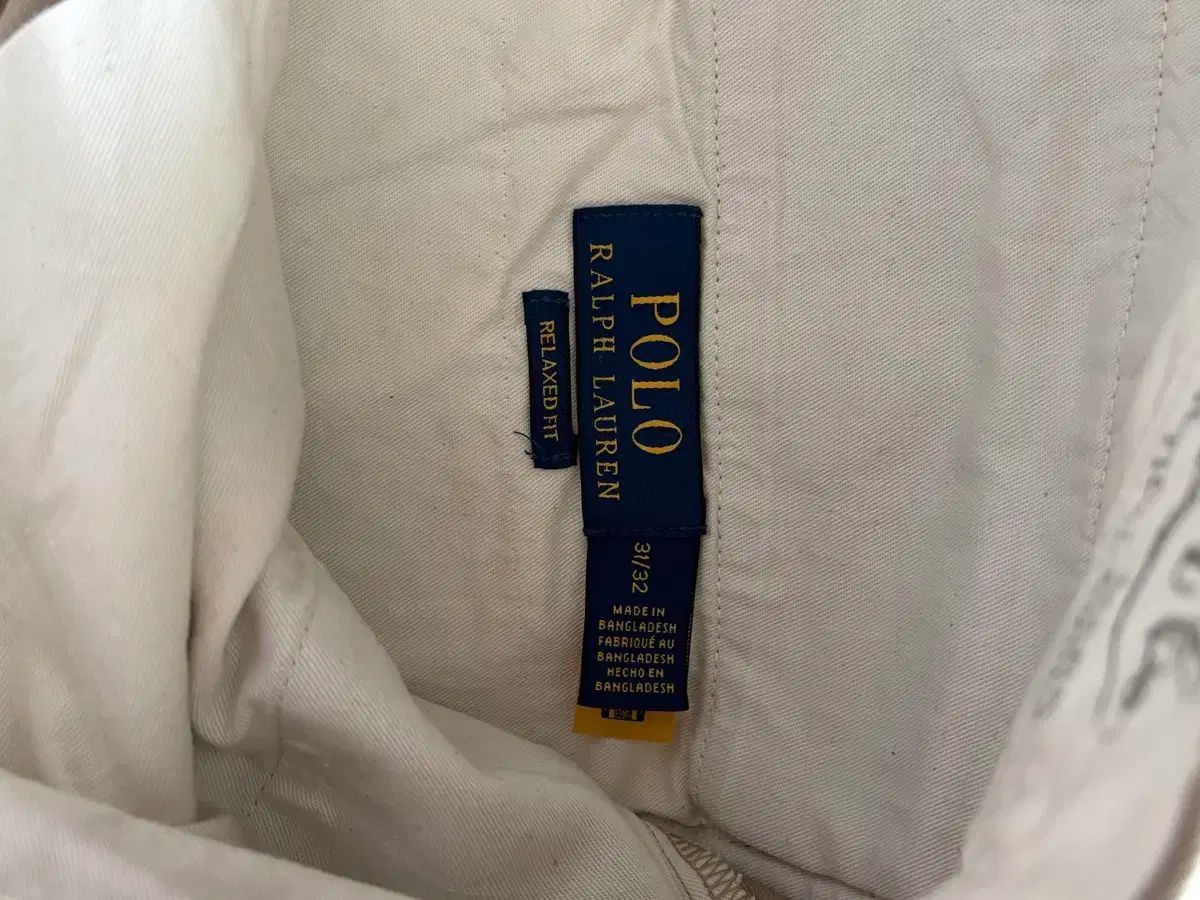 POLO
RALPH LAUREN
RELAXED FIT
31/32
MADE IN
BANGLADESH
FABRIQUÉ AU
BANGLADESH
HECHO EN
BANGLADESH